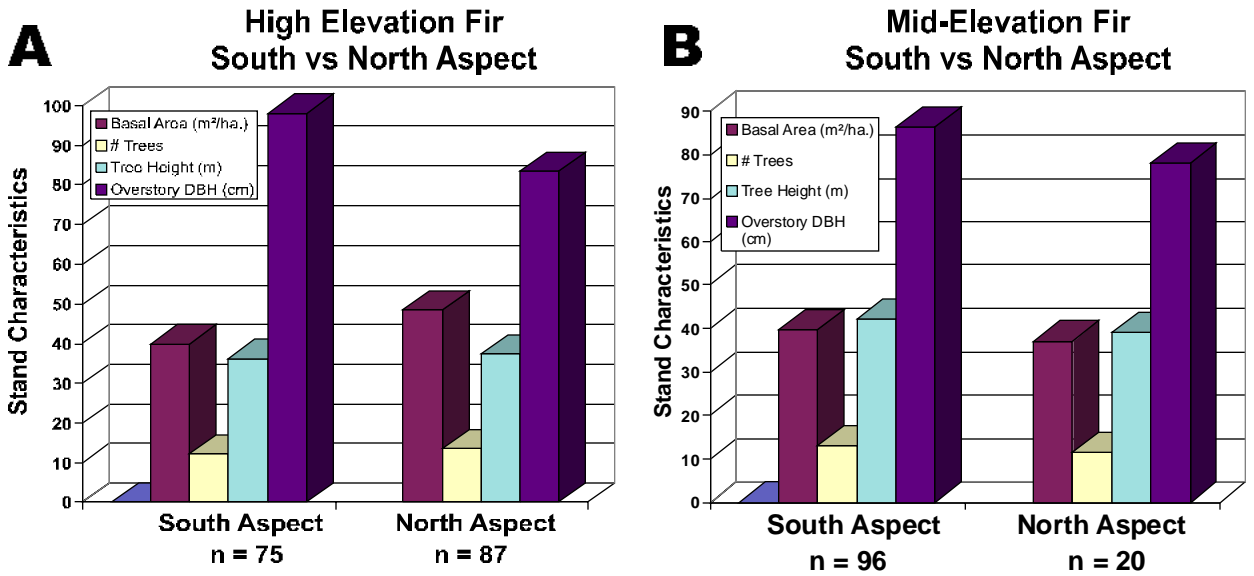 A
High Elevation Fir
South vs North Aspect
Stand Characteristics
100
90
80
70
60
50
40
30
20
10
0
Basal Area (m²/ha.)
# Trees
Tree Height (m)
Overstory DBH (cm)
South Aspect
North Aspect
n = 75
n = 87
B
Mid-Elevation Fir
South vs North Aspect
Stand Characteristics
90
80
70
60
50
40
30
20
10
0
Basal Area (m²/ha.)
# Trees
Tree Height (m)
Overstory DBH
(cm)
South Aspect
North Aspect
n = 96
n = 20